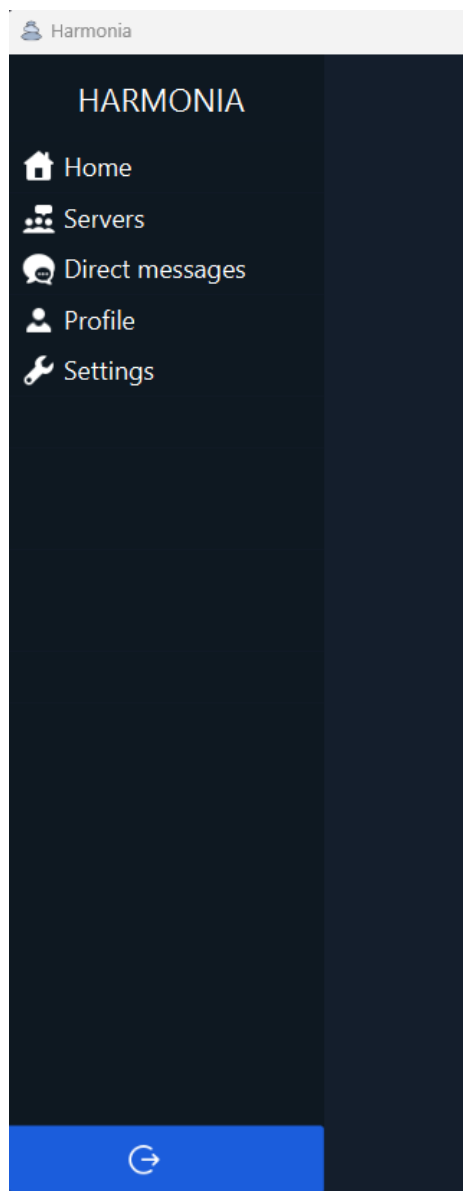 Harmonia
HARMONIA
Home
Servers
Direct messages
Profile
Settings